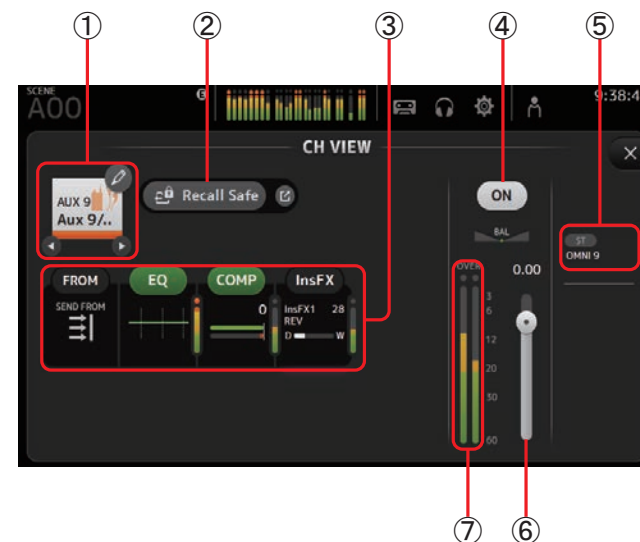 ① ② ③ ④ ⑤
SCENE
A00
9:38:4
CH VIEW
AUX 9
Aux 9/..
Recall Safe
ON
BAL
ST
OMNI 9
OVER
0.00
FROM EQ COMP InsFX
SEND FROM
0
InsFX1 28
REV
D W
3
6
12
20
30
60
⑦ ⑥